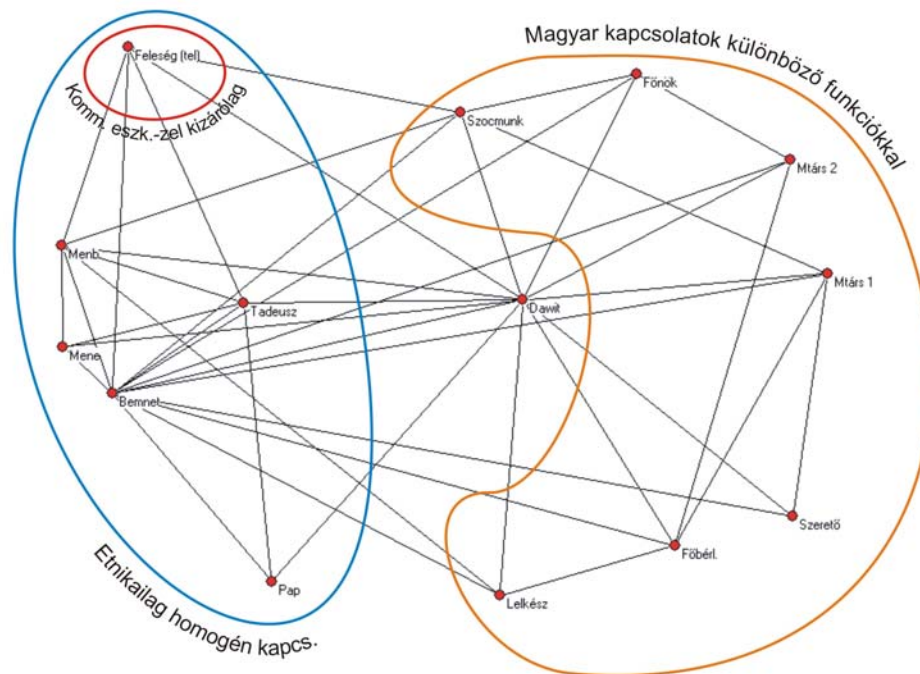 Magyar kapcsolatok különböző funkciókkal
Feleség (tel)
Komm. eszk.-zel kizárólag
Főnök
Szocmunk
Mtárs 2
Menb
Mtárs 1
Tadeusz
Dawit
Mene
Bemnet
Szerető
Főbérl.
Pap
Lelkész
Etnikailag homogén kapcs.